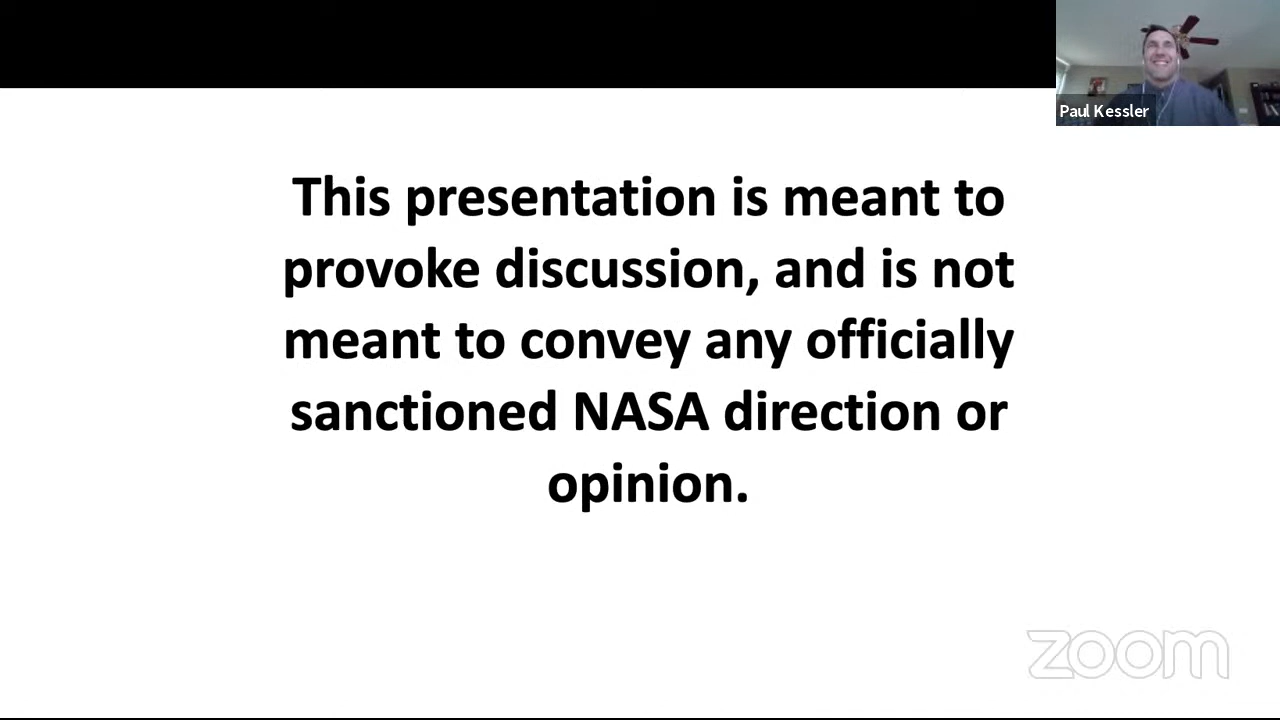 Paul Kessler
This presentation is meant to
provoke discussion, and is not
meant to convey any officially
sanctioned NASA direction or
opinion.
zoom